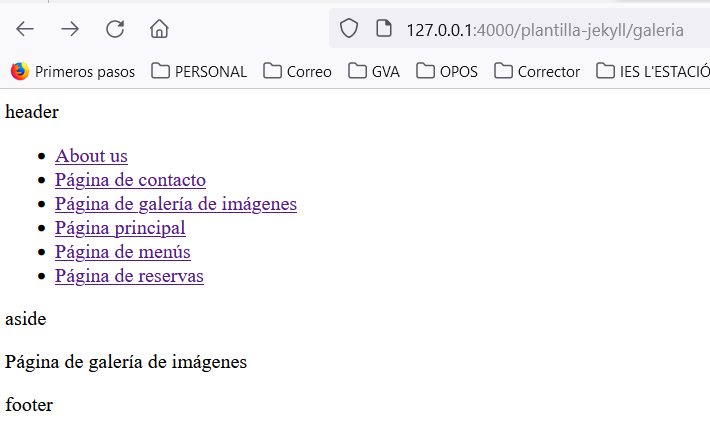 127.0.0.1:4000/plantilla-jekyll/galeria
Primeros pasos PERSONAL Correo GVA OPOS Corrector IES L'ESTACIÓ
header
About us
Página de contacto
Página de galería de imágenes
Página principal
Página de menús
Página de reservas
aside
Página de galería de imágenes
footer